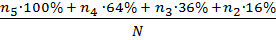 n₅·100% + n₄ ·64% + n₃·36% + n₂·16%
N